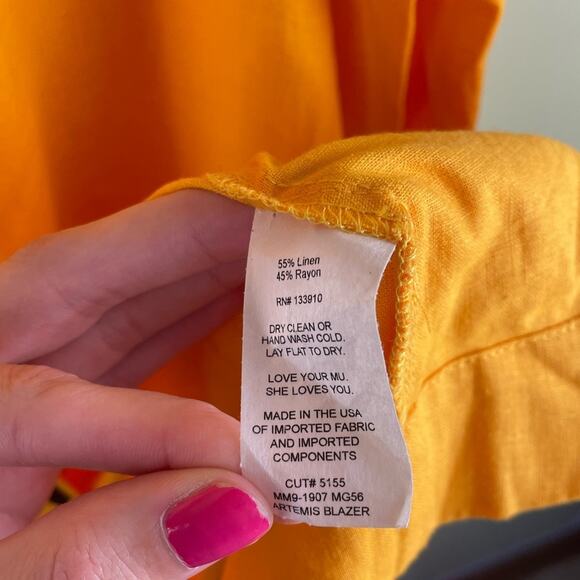 55% Linen
45% Rayon
RN# 133910
DRY CLEAN OR
HAND WASH COLD.
LAY FLAT TO DRY.
LOVE YOUR MU.
SHE LOVES YOU.
MADE IN THE USA
OF IMPORTED FABRIC
AND IMPORTED
COMPONENTS
CUT# 5155
MM9-1907 MG56
ARTEMIS BLAZER